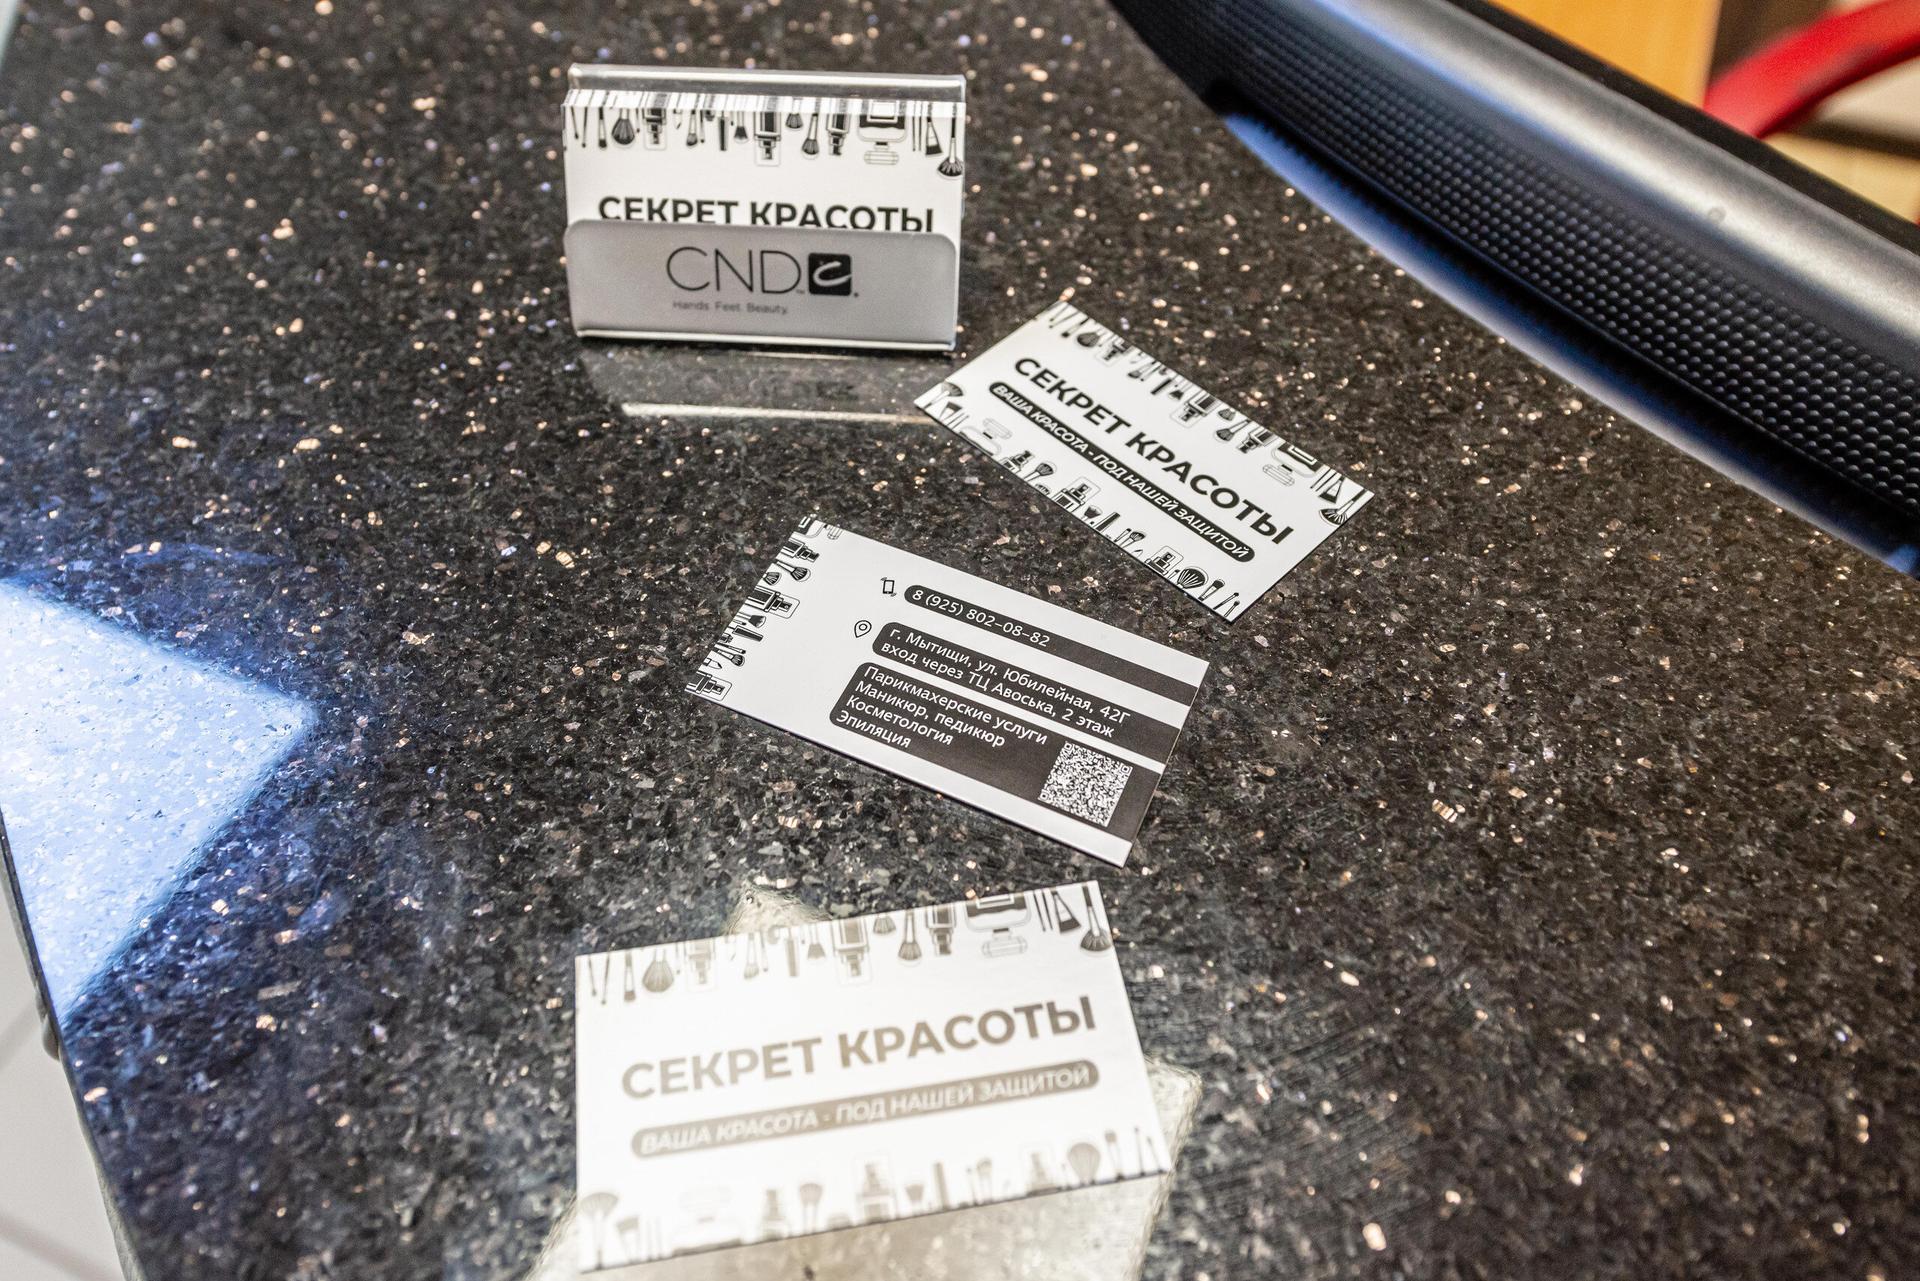 СЕКРЕТ КРАСОТЫ
CND
Hands. Feet. Beauty.
СЕКРЕТ КРАСОТЫ
ВАША КРАСОТА - ПОД НАШЕЙ ЗАЩИТОЙ
8 (925) 802-08-82
г. Мытищи, ул. Юбилейная, 42Г
вход через ТЦ Авоська, 2 этаж
Парикмахерские услуги
Маникюр, педикюр
Косметология
Эпиляция
СЕКРЕТ КРАСОТЫ
ВАША КРАСОТА - ПОД НАШЕЙ ЗАЩИТОЙ